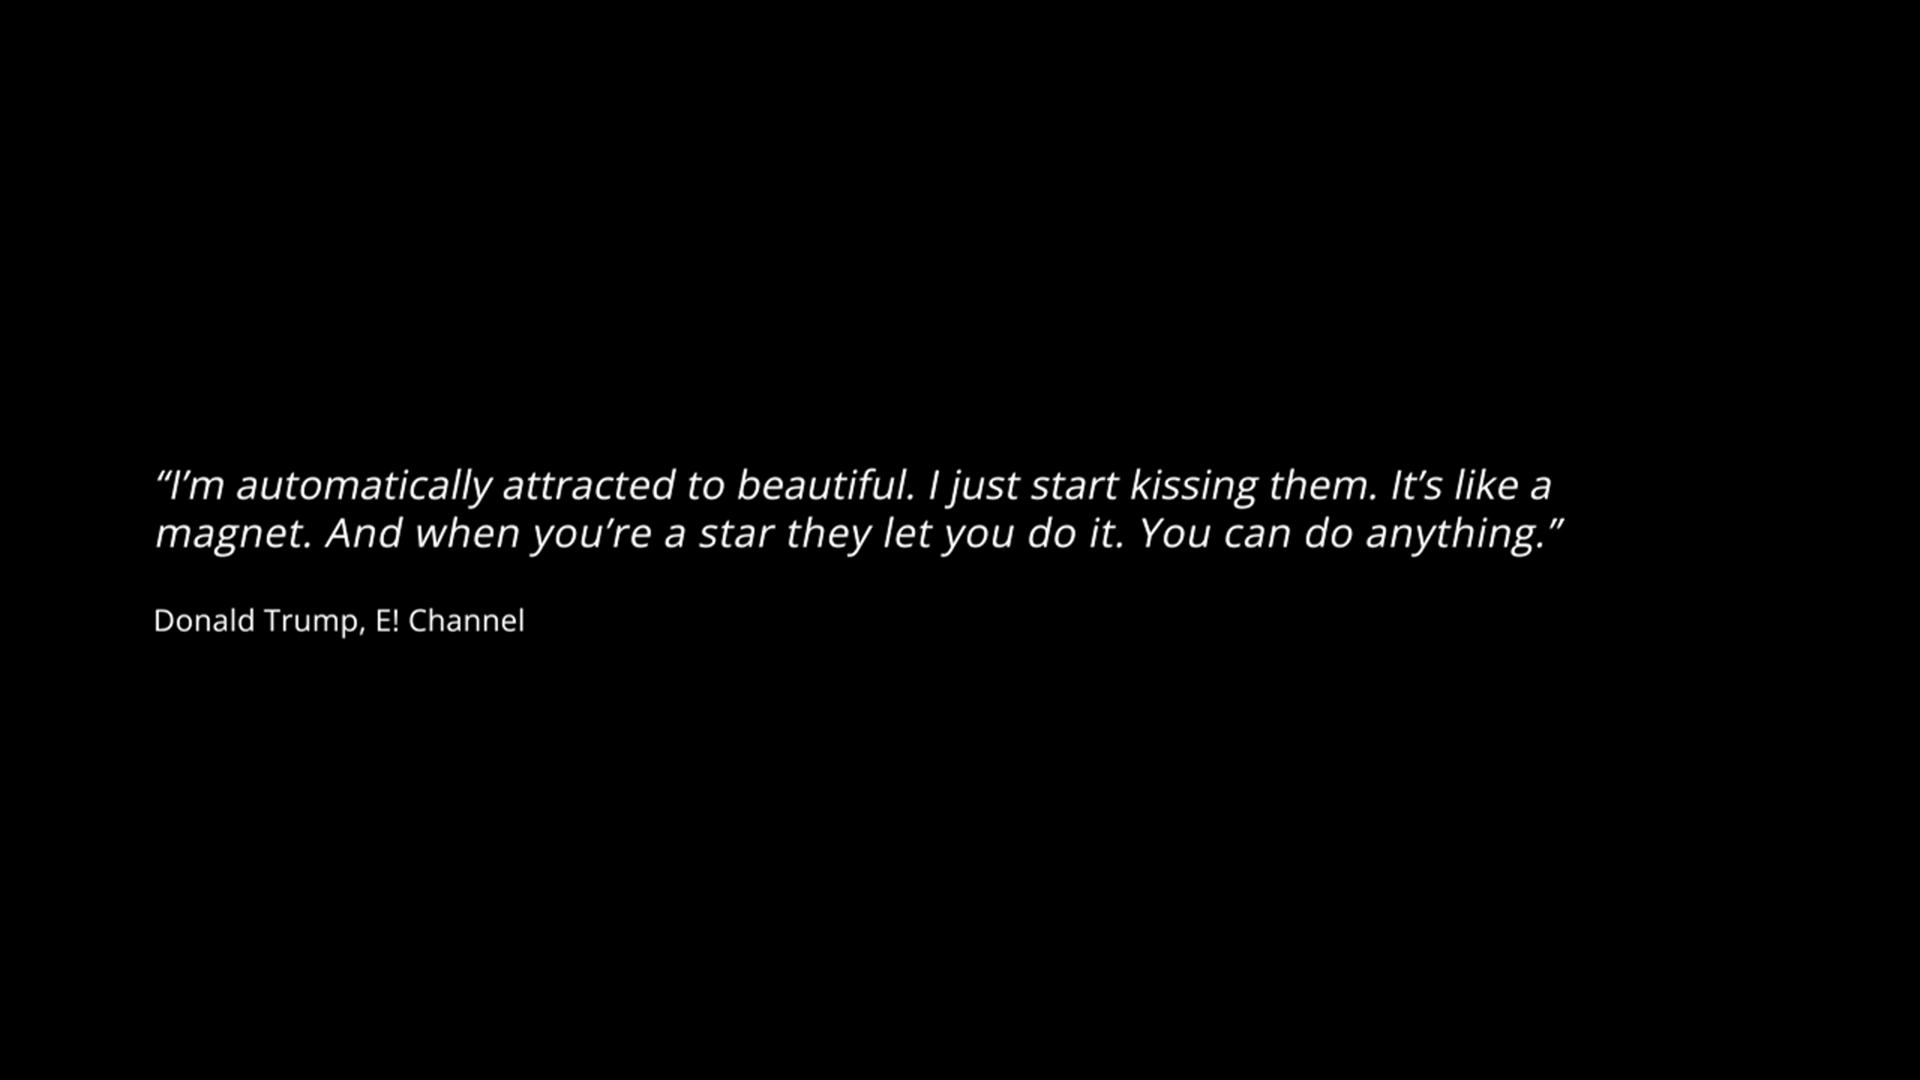 “I’m automatically attracted to beautiful. I just start kissing them. It’s like a
magnet. And when you’re a star they let you do it. You can do anything.”
Donald Trump, E! Channel